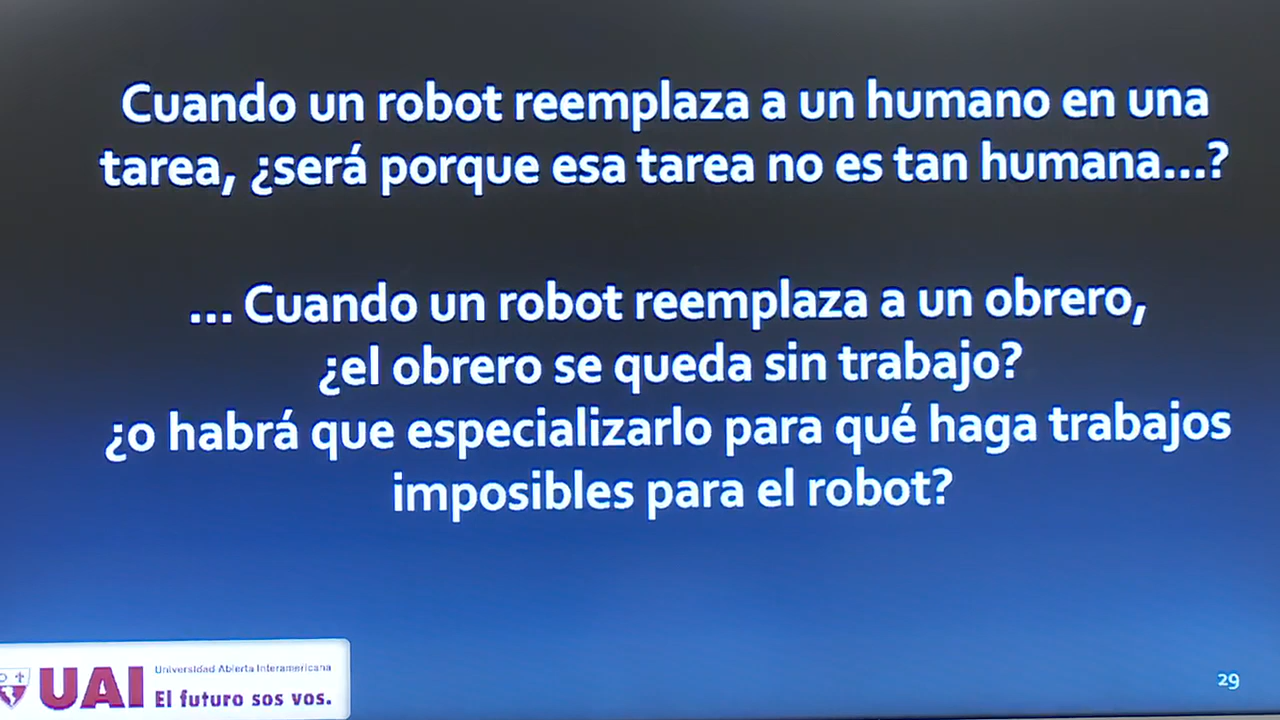 Cuando un robot reemplaza a un humano en una
tarea, ¿será porque esa tarea no es tan humana...?
... Cuando un robot reemplaza a un obrero,
¿el obrero se queda sin trabajo?
¿o habrá que especializarlo para qué haga trabajos
imposibles para el robot?
UAI
Universidad Abierta Interamericana
El futuro sos vos.
29